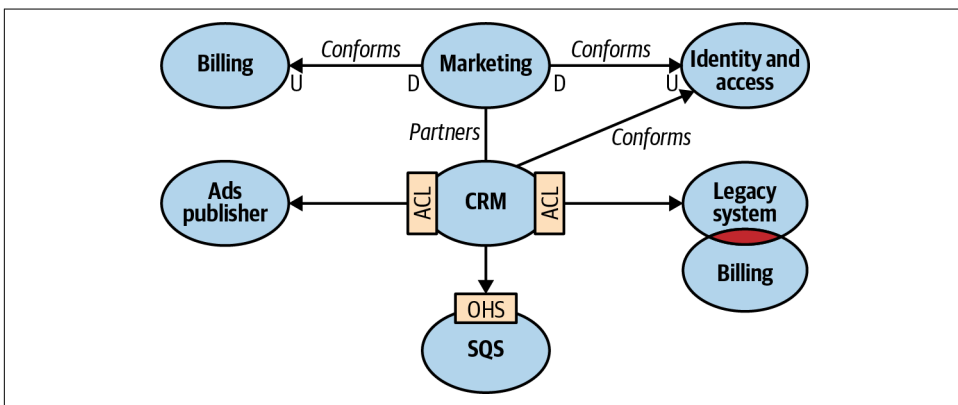 Billing
Conforms
U
D
Marketing
Conforms
D
U
Identity and
access
Partners
Conforms
Ads
publisher
ACL
CRM
ACL
Legacy
system
Billing
OHS
SQS